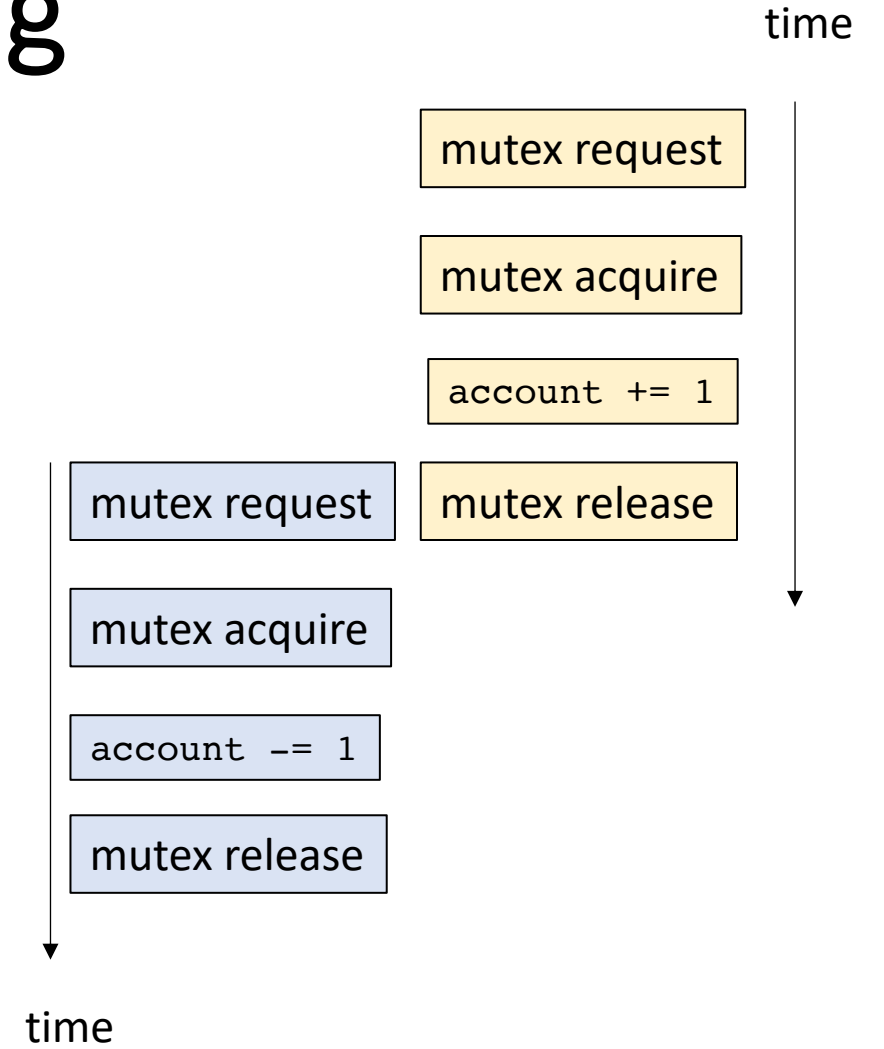 g
time
mutex request
mutex acquire
account += 1
mutex request
mutex release
mutex acquire
account -= 1
mutex release
time